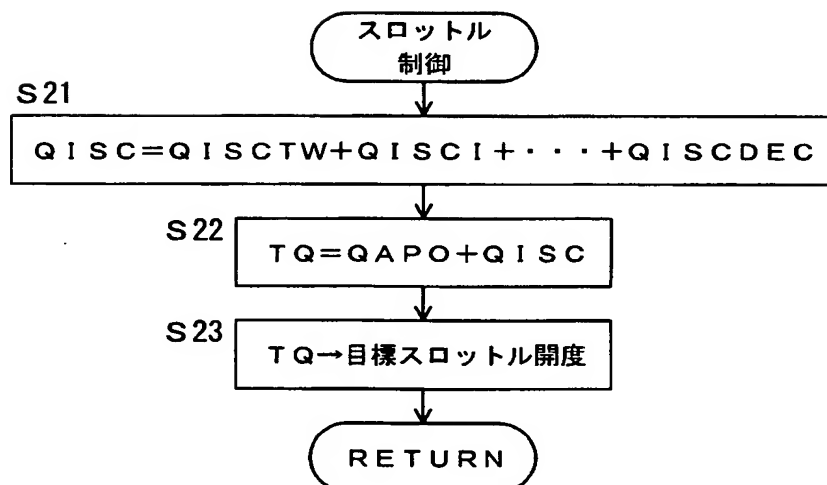 スロットル
制御
S21
QISC=QISCTW+QISCI+・・・+QISCDEC
S22
TQ=QAPO+QISC
S23
TQ→目標スロットル開度
RETURN